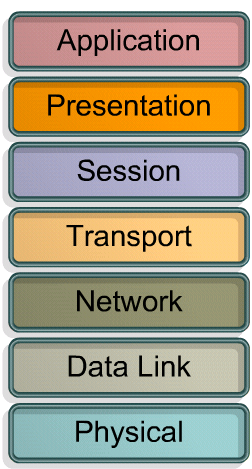 Application
Presentation
Session
Transport
Network
Data Link
Physical